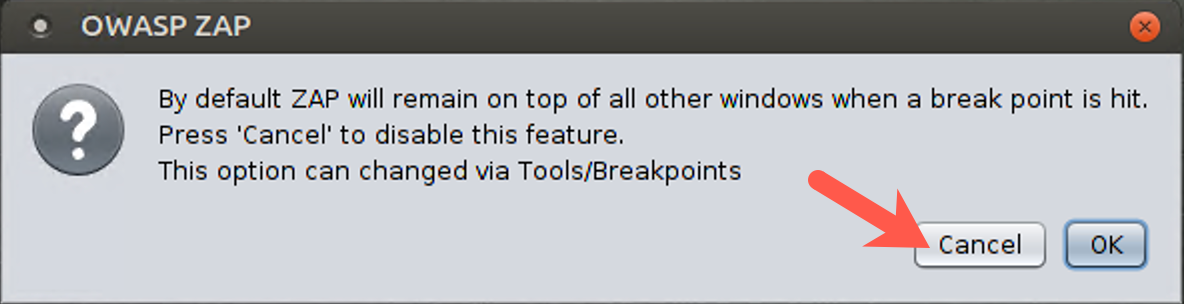 OWASP ZAP
By default ZAP will remain on top of all other windows when a break point is hit.
Press 'Cancel' to disable this feature.
This option can changed via Tools/Breakpoints
Cancel OK